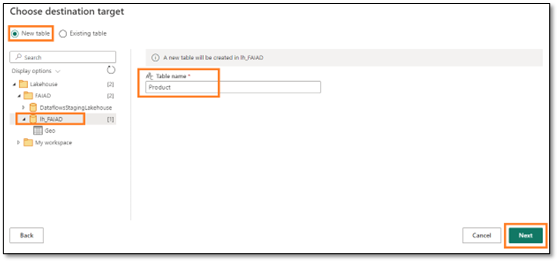 Choose destination target
New table
Existing table
Search
Display options
Lakehouse [2]
FAIAD [2]
DataflowsStagingLakehouse
lh_FAIAD [1]
Geo
My workspace
A new table will be created in lh_FAIAD
Table name *
Product
Back
Cancel
Next